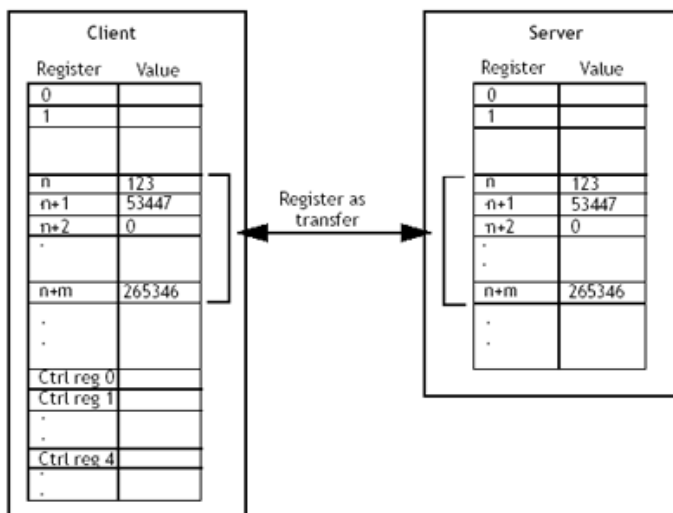 Client
Register Value
0
1
n 123
n+1 53447
n+2 0
.
n+m 265346
.
.
Ctrl reg 0
Ctrl reg 1
.
.
Ctrl reg 4
.
.
Register as
transfer
Server
Register Value
0
1
n 123
n+1 53447
n+2 0
.
.
n+m 265346
.
.